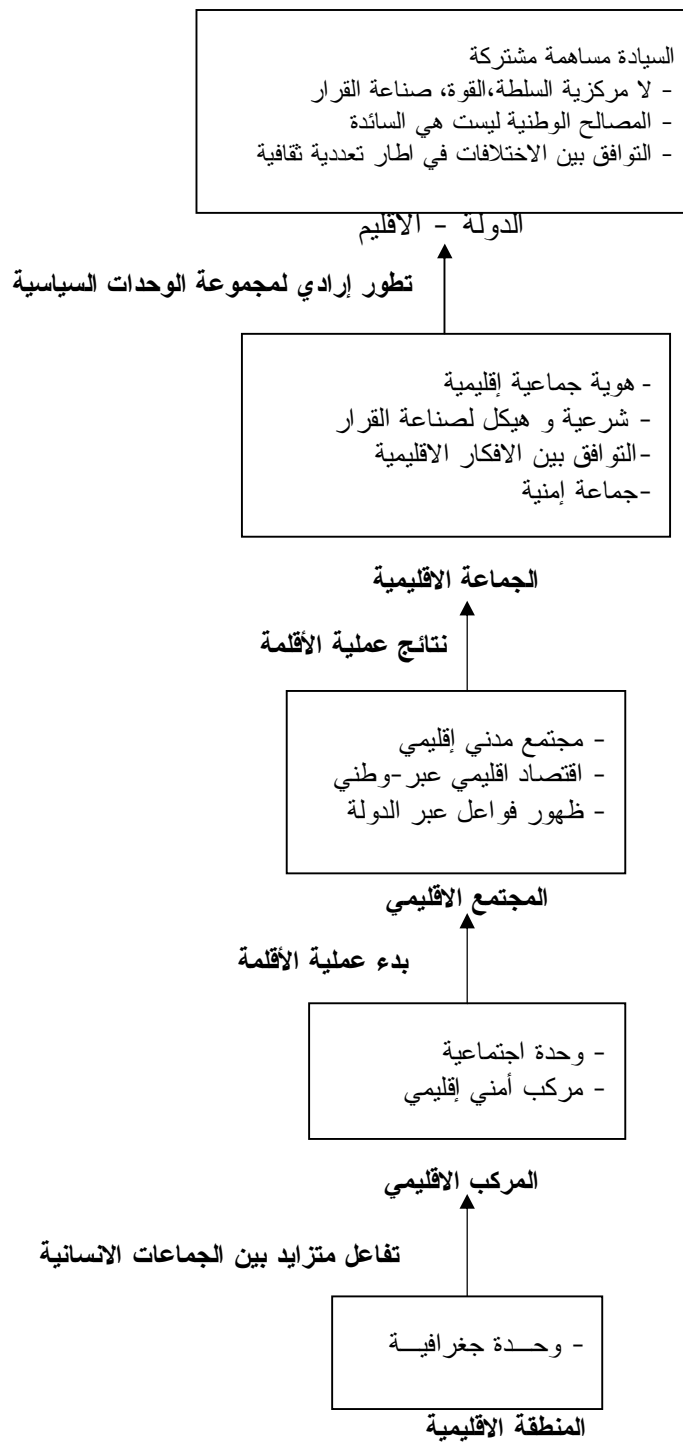 السيادة مساهمة مشتركة
- لا مركزية السلطة،القوة، صناعة القرار
- المصالح الوطنية ليست هي السائدة
- التوافق بين الاختلافات في اطار تعددية ثقافية
الدولة - الاقليم
تطور إرادي لمجموعة الوحدات السياسية
- هوية جماعية إقليمية
- شرعية و هيكل لصناعة القرار
-التوافق بين الافكار الاقليمية
-جماعة إمنية
الجماعة الاقليمية
نتائج عملية الأقلمة
- مجتمع مدني إقليمي
- اقتصاد اقليمي عبر-وطني
- ظهور فواعل عبر الدولة
المجتمع الاقليمي
بدء عملية الأقلمة
- وحدة اجتماعية
- مركب أمني إقليمي
المركب الاقليمي
تفاعل متزايد بين الجماعات الانسانية
- وحـــدة جغرافيـــة
المنطقة الاقليمية